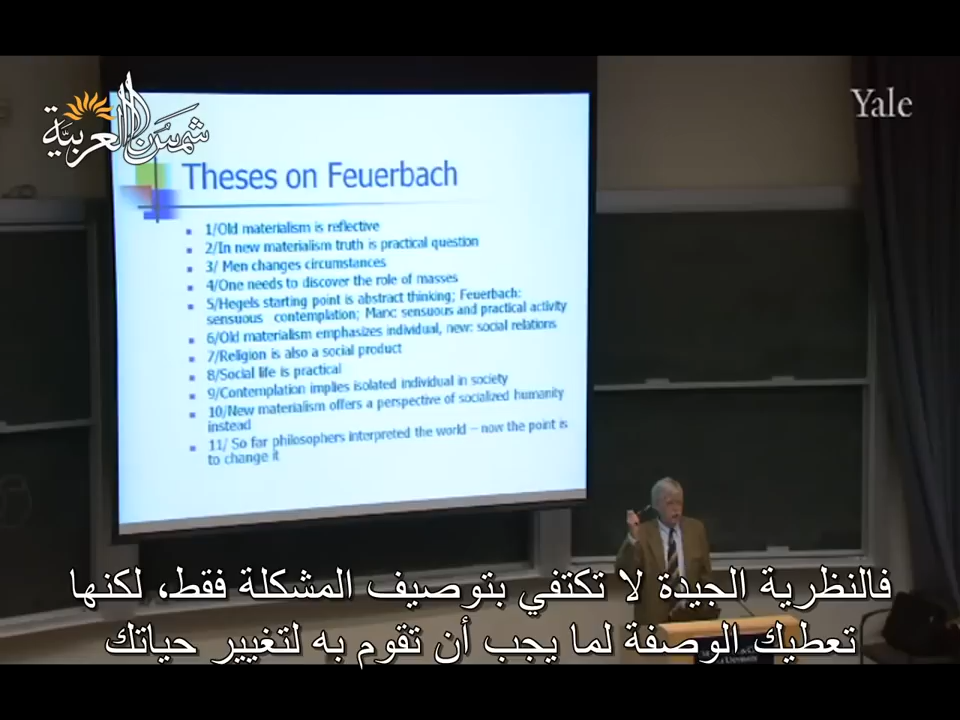 شمس العربية
Yale
Theses on Feuerbach
1/Old materialism is reflective
2/In new materialism truth is practical question
3/ Men changes circumstances
4/One needs to discover the role of masses
5/Hegels starting point is abstract thinking; Feuerbach:
sensuous contemplation; Marx: sensuous and practical activity
6/Old materialism emphasizes individual, new: social relations
7/Religion is also a social product
8/Social life is practical
9/Contemplation implies isolated individual in society
10/New materialism offers a perspective of socialized humanity
instead
11/ So far philosophers interpreted the world – now the point is
to change it
فالنظرية الجيدة لا تكتفي بتوصيف المشكلة فقط، لكنها
تعطيك الوصفة لما يجب أن تقوم به لتغيير حياتك